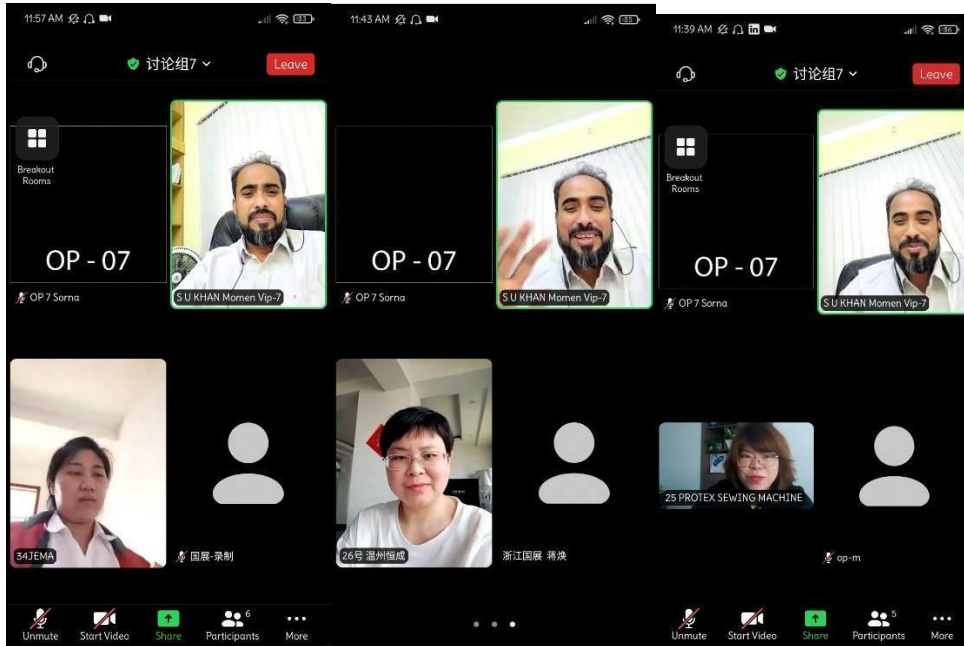 11:57 AM
83
讨论组7
Leave
Breakout
Rooms
OP - 07
OP 7 Sorna
S U KHAN Momen Vip-7
34JEMA
国展-录制
Unmute
Start Video
Share
6
Participants
More
11:43 AM
85
OP - 07
OP 7 Sorna
S U KHAN Momen Vip-7
26号 温州恒成
浙江国展 蒋焕
11:39 AM
in
86
讨论组7
Leave
Breakout
Rooms
OP - 07
OP 7 Sorna
S U KHAN Momen Vip-7
25 PROTEX SEWING MACHINE
op-m
Unmute
Start Video
Share
5
Participants
More